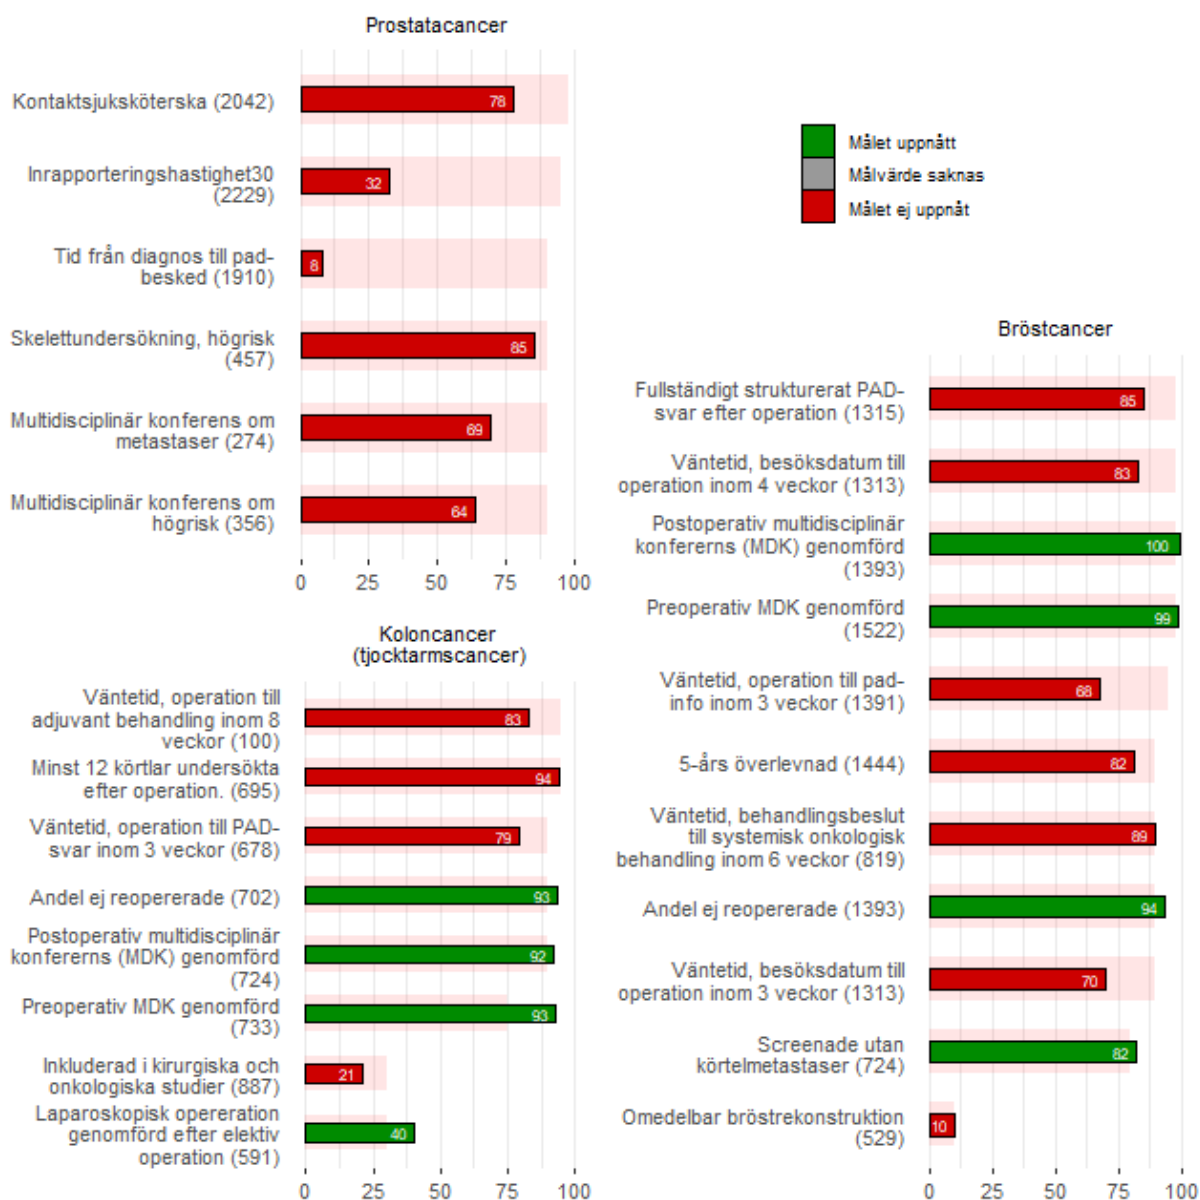 Prostatacancer
Kontaktsjuksköterska (2042)
78
Inrapporteringshastighet30
(2229)
32
Tid från diagnos till pad-
besked (1910)
8
Skelettundersökning, högrisk
(457)
85
Multidisciplinär konferens om
metastaser (274)
69
Multidisciplinär konferens om
högrisk (356)
64
0 25 50 75 100
Målet uppnått
Målvärde saknas
Målet ej uppnåt
Koloncancer
(tjocktarmscancer)
Väntetid, operation till
adjuvant behandling inom 8
veckor (100)
83
Minst 12 körtlar undersökta
efter operation. (695)
94
Väntetid, operation till PAD-
svar inom 3 veckor (678)
79
Andel ej reopererade (702)
93
Postoperativ multidisciplinär
konfererns (MDK) genomförd
(724)
92
Preoperativ MDK genomförd
(733)
93
Inkluderad i kirurgiska och
onkologiska studier (887)
21
Laparoskopisk opereration
genomförd efter elektiv
operation (591)
40
0 25 50 75 100
Bröstcancer
Fullständigt strukturerat PAD-
svar efter operation (1315)
85
Väntetid, besöksdatum till
operation inom 4 veckor (1313)
83
Postoperativ multidisciplinär
konfererns (MDK) genomförd
(1393)
100
Preoperativ MDK genomförd
(1522)
99
Väntetid, operation till pad-
info inom 3 veckor (1391)
68
5-års överlevnad (1444)
82
Väntetid, behandlingsbeslut
till systemisk onkologisk
behandling inom 6 veckor (819)
89
Andel ej reopererade (1393)
94
Väntetid, besöksdatum till
operation inom 3 veckor (1313)
70
Screenade utan
körtelmetastaser (724)
82
Omedelbar bröstrekonstruktion
(529)
10
0 25 50 75 100